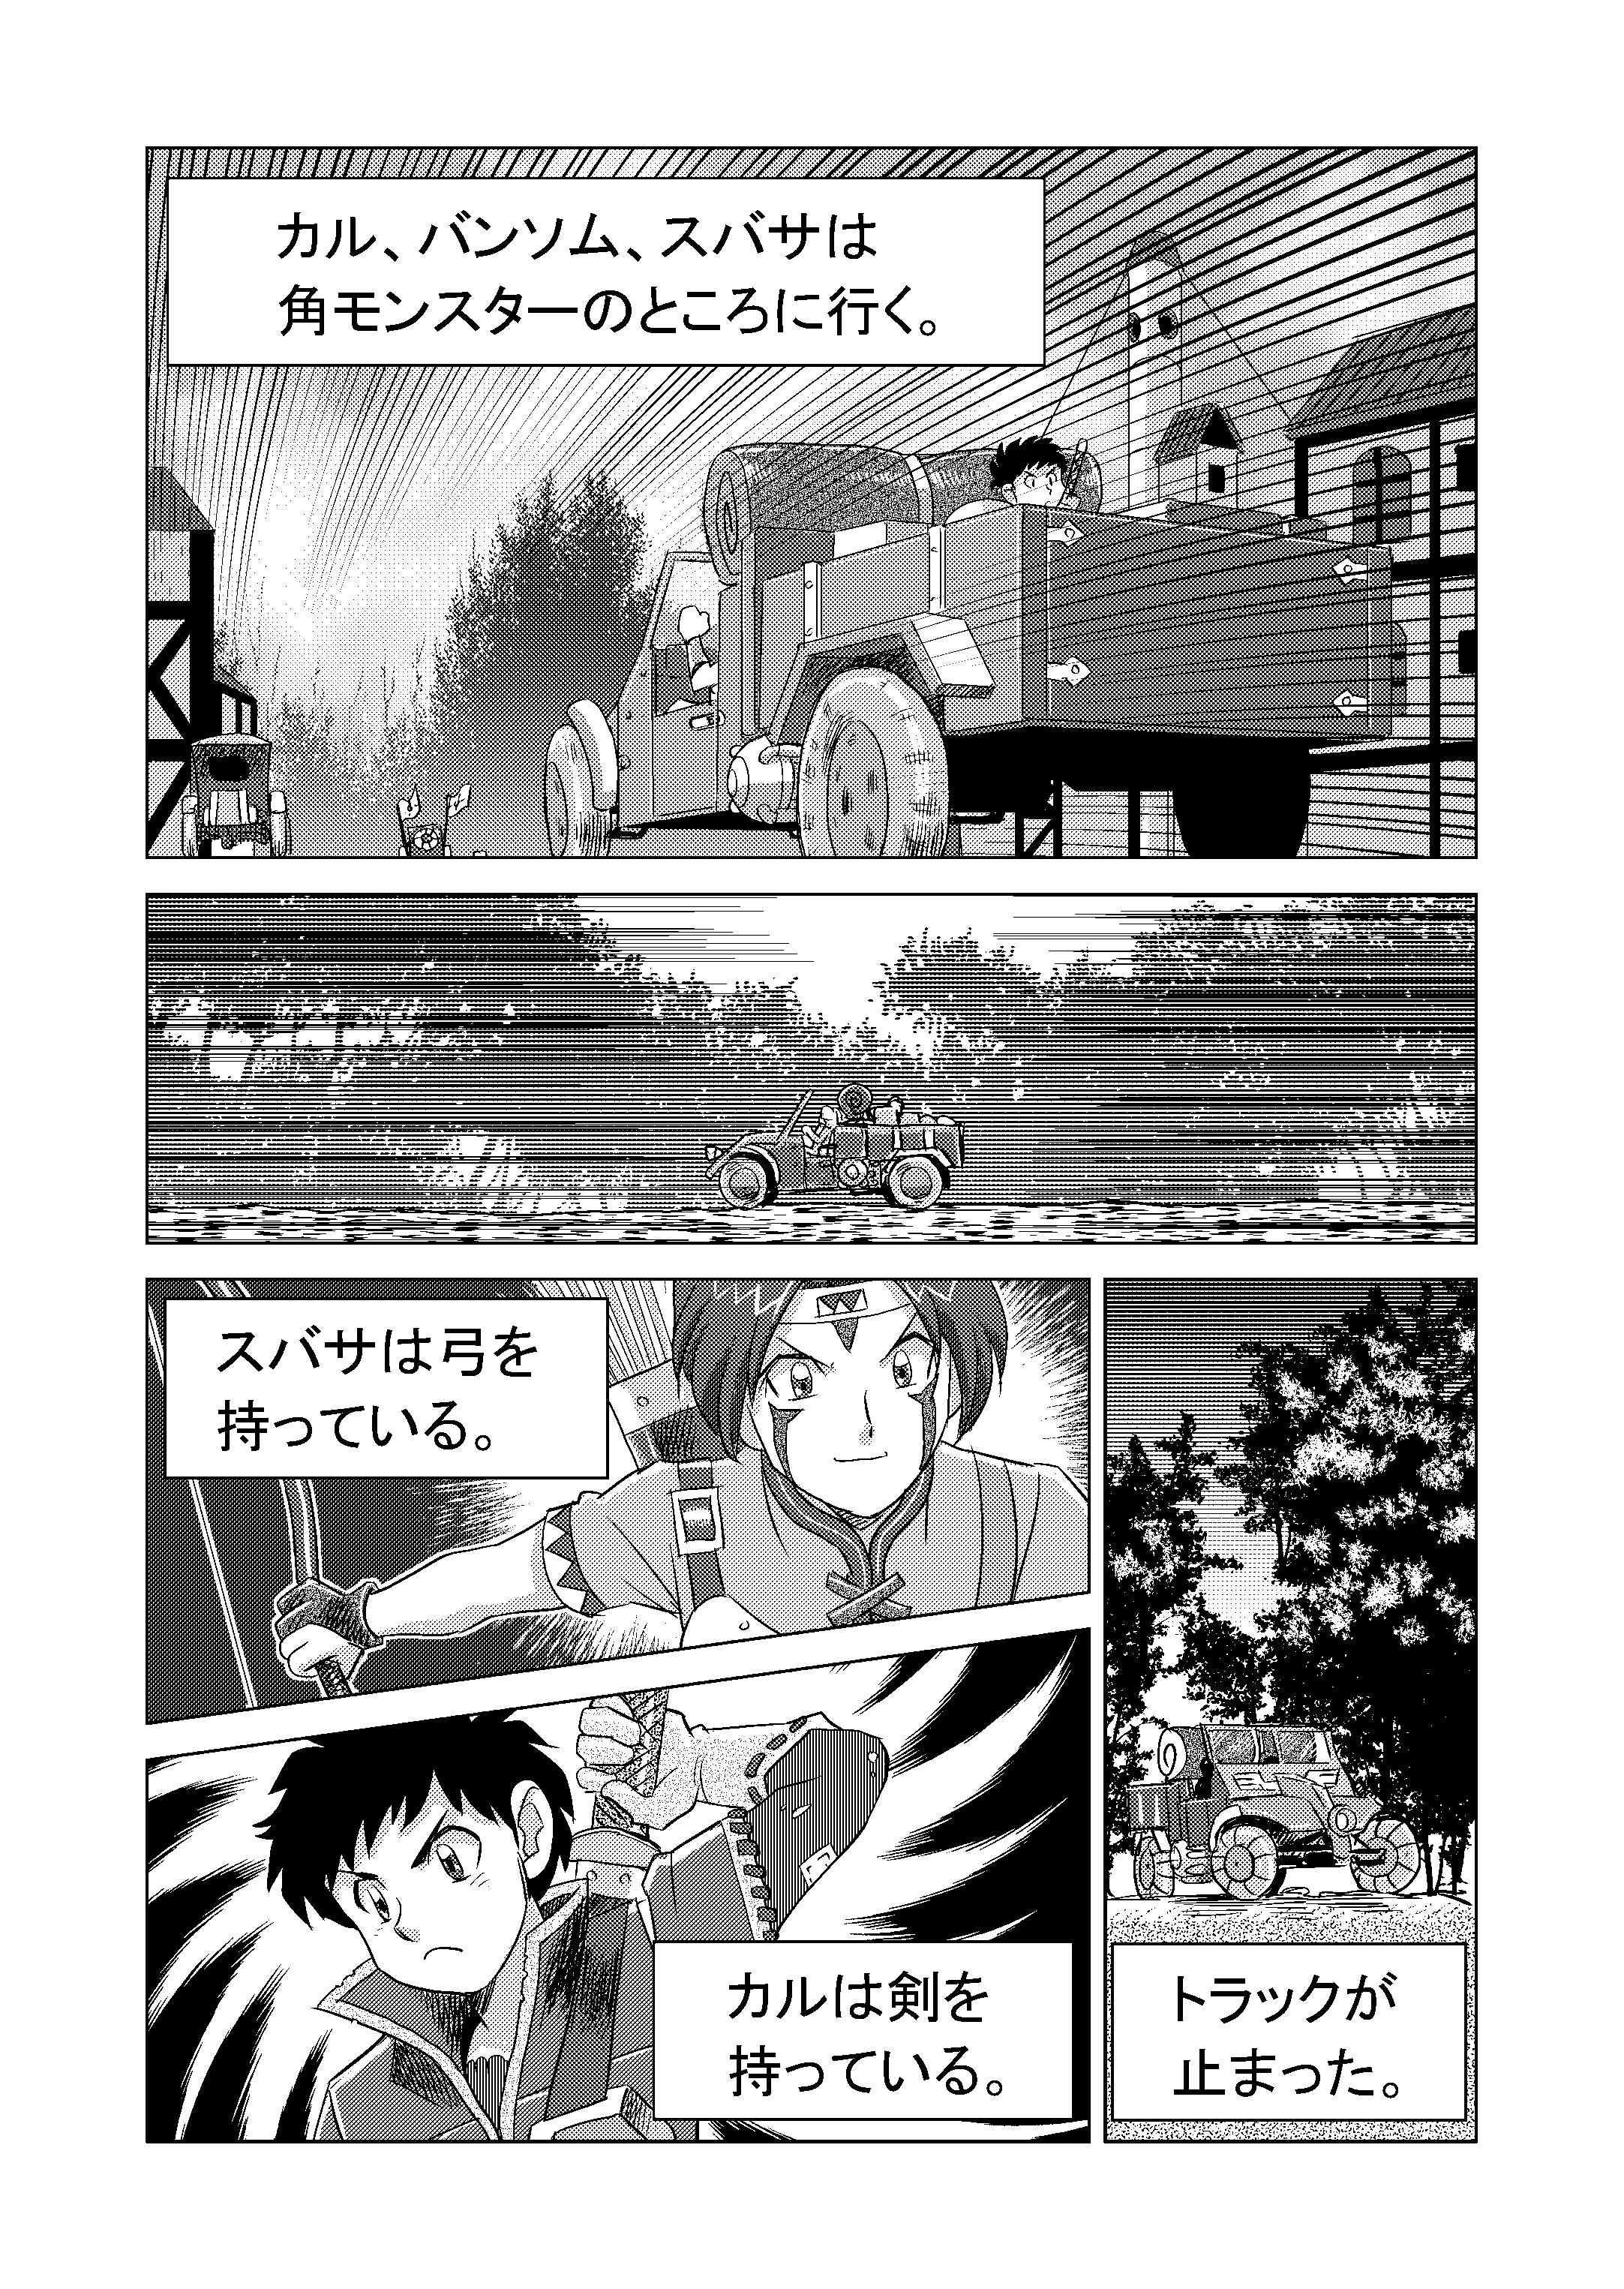 カル、バンソム、スバサは
角モンスターのところに行く。
トラックが
止まった。
スバサは弓を
持っている。
カルは剣を
持っている。